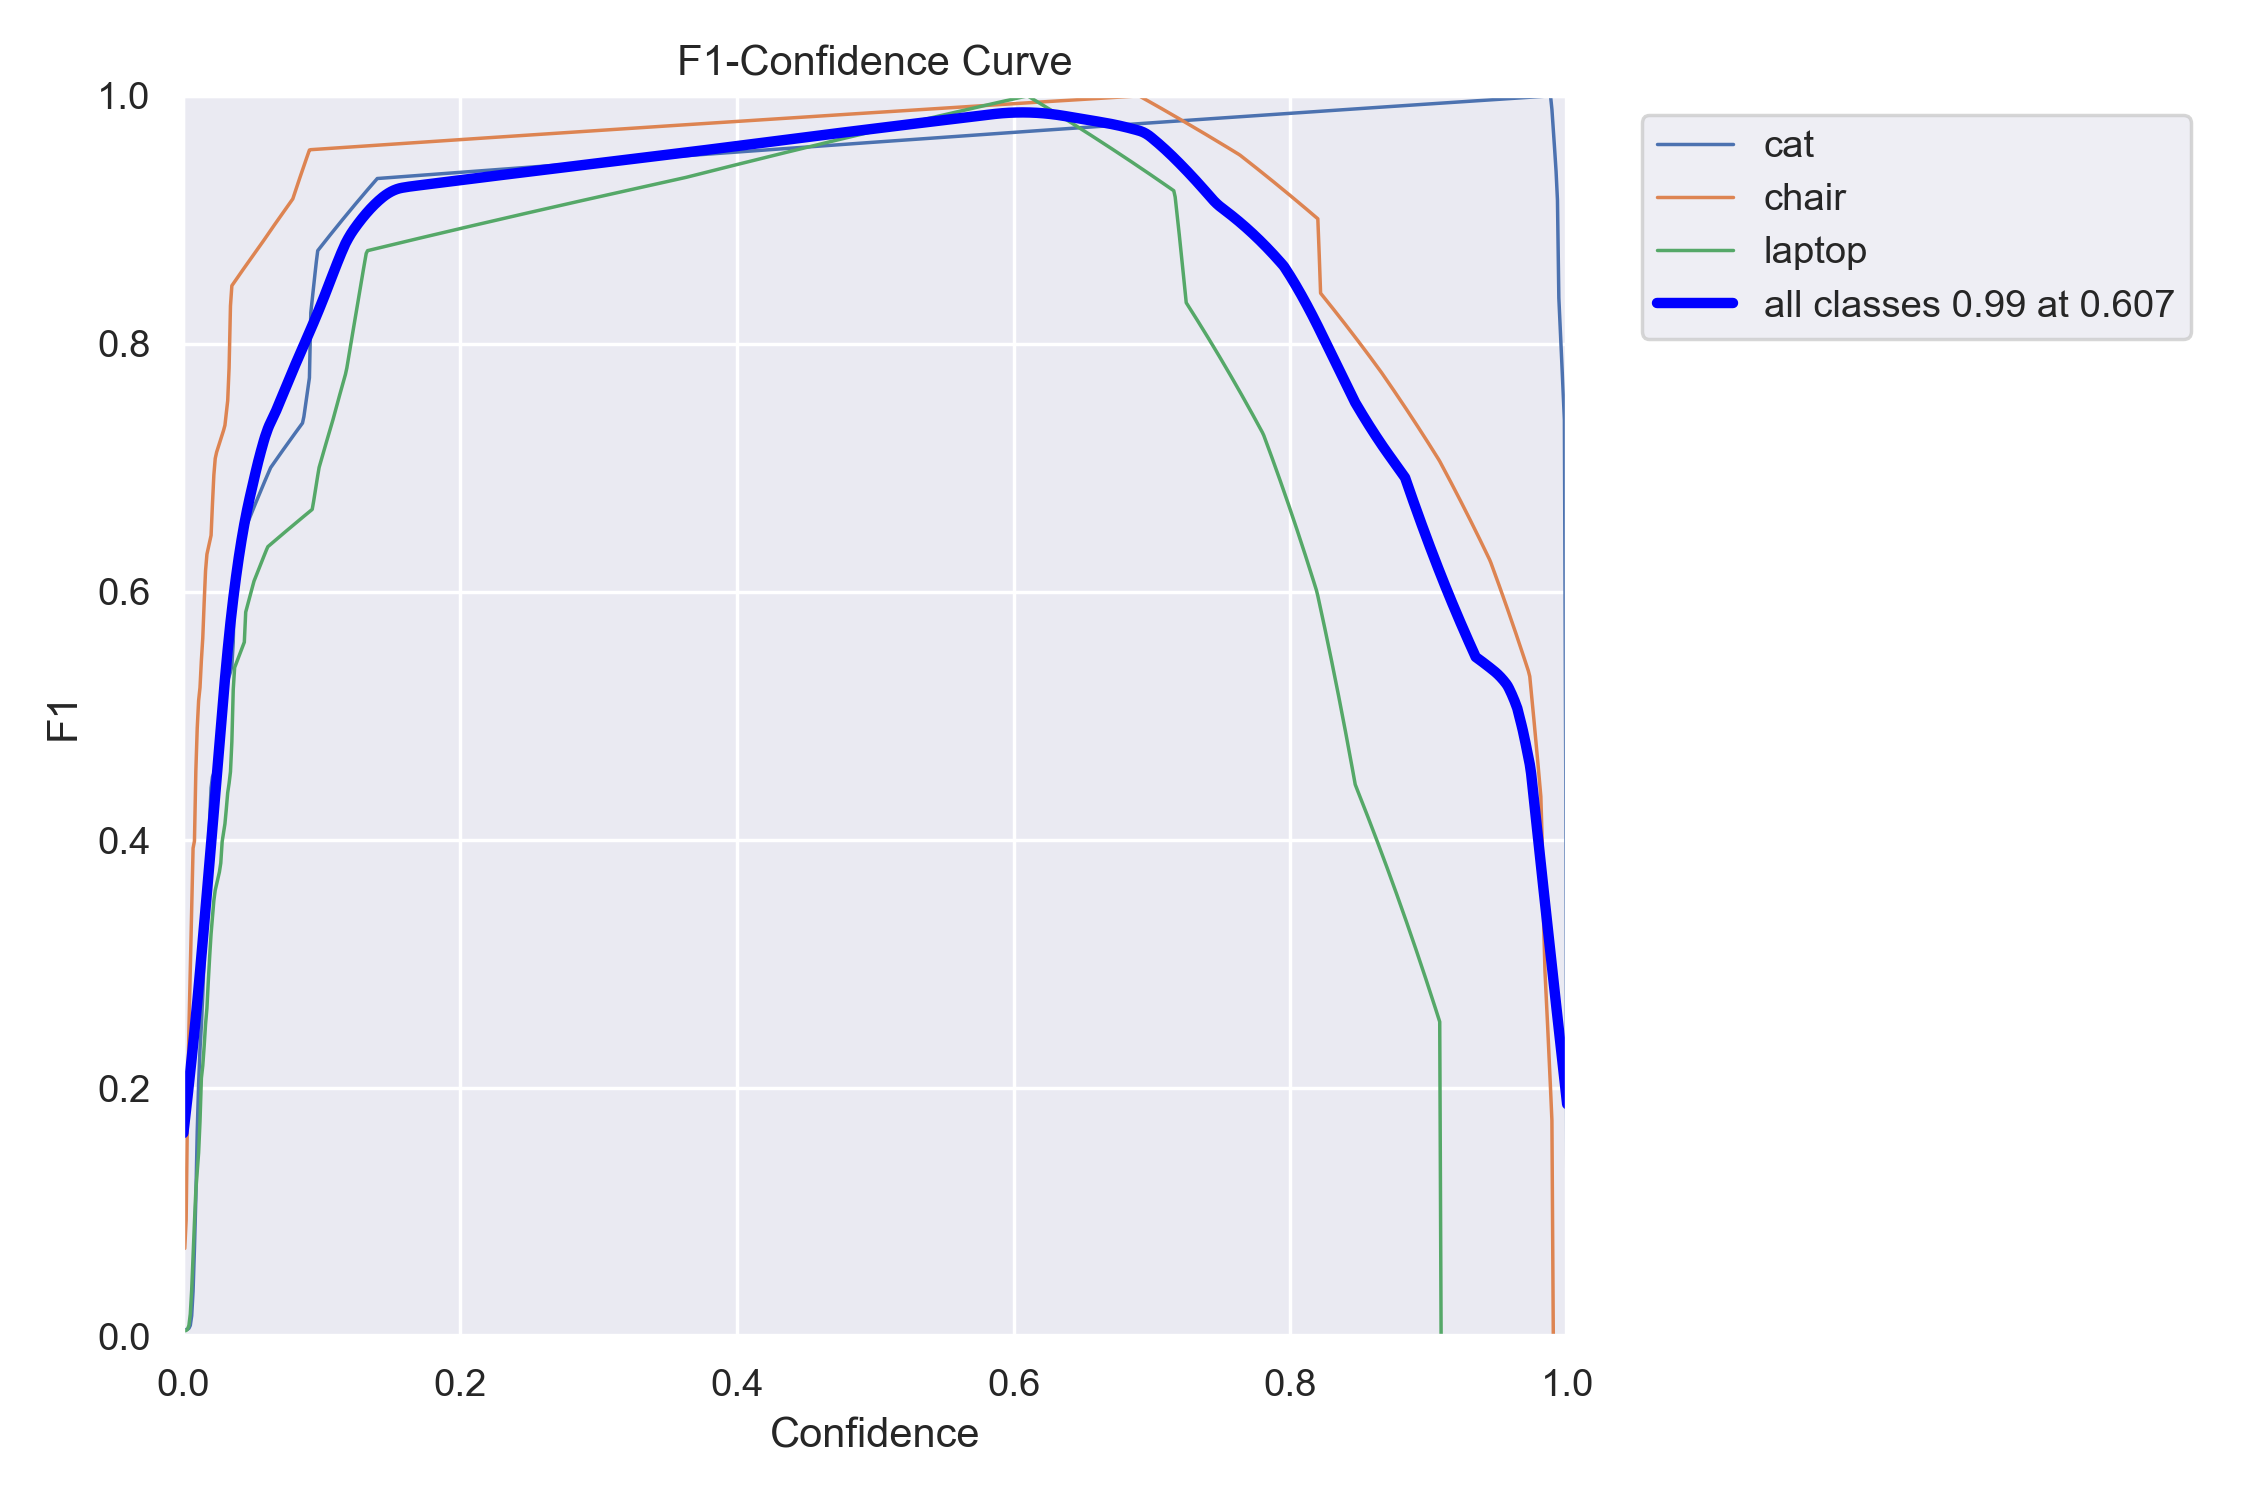 F1-Confidence Curve
1.0
0.8
0.6
0.4
0.2
0.0
F1
0.0 0.2 0.4 0.6 0.8 1.0
Confidence
cat
chair
laptop
all classes 0.99 at 0.607